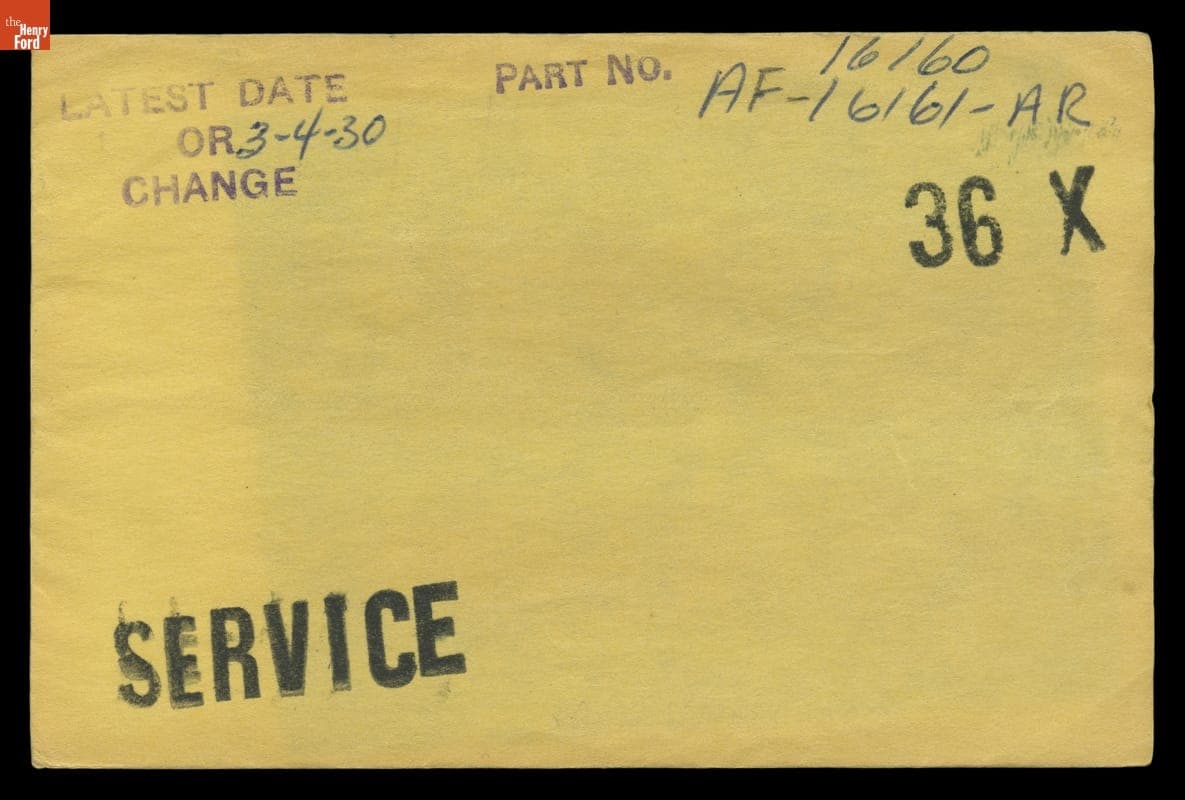 the
Henry
Ford
LATEST DATE
OR 3-4-30
CHANGE
PART NO.
16160
AF-16161-AR
36 X
SERVICE